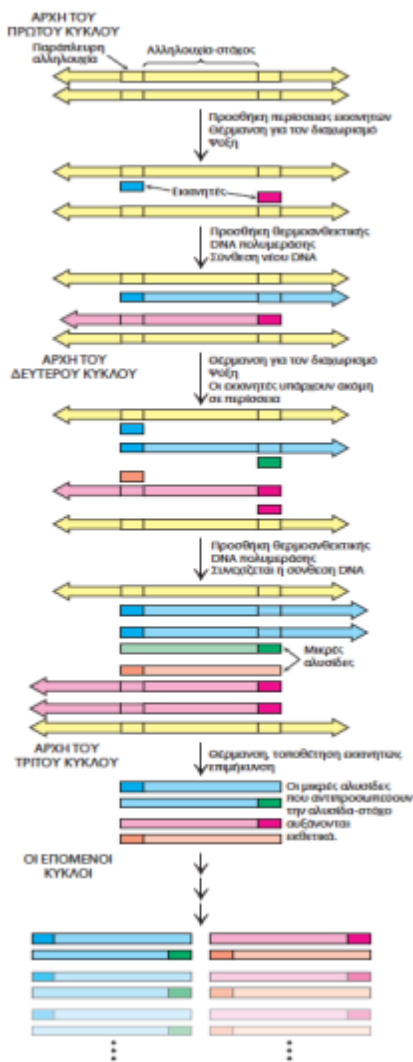 ΑΡΧΗ ΤΟΥ
ΠΡΩΤΟΥ ΚΥΚΛΟΥ
Παράπλευρη
αλληλουχία
Αλληλουχία-στόχος
Προσθήκη περίσσειας εκκινητών
Θέρμανση για τον διαχωρισμό
Ψύξη
Εκκινητές
Προσθήκη θερμοανθεκτικής
DNA πολυμεράσης
Σύνθεση νέου DNA
ΑΡΧΗ ΤΟΥ
ΔΕΥΤΕΡΟΥ ΚΥΚΛΟΥ
Θέρμανση για τον διαχωρισμό
Ψύξη
Οι εκκινητές υπάρχουν ακόμη
σε περίσσεια
Προσθήκη θερμοανθεκτικής
DNA πολυμεράσης
Συνεχίζεται η σύνθεση DNA
Μικρές
αλυσίδες
ΑΡΧΗ ΤΟΥ
ΤΡΙΤΟΥ ΚΥΚΛΟΥ
Θέρμανση, τοποθέτηση εκκινητών,
επιμήκυνση
Οι μικρές αλυσίδες
που αντιπροσωπεύουν
την αλυσίδα-στόχο
αυξάνονται
εκθετικά.
ΟΙ ΕΠΟΜΕΝΟΙ
ΚΥΚΛΟΙ